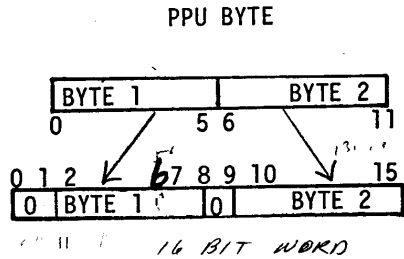 PPU BYTE
BYTE 1 BYTE 2
0 5 6 11
0 1 2 6 7 8 9 10 15
0 BYTE 1 0 BYTE 2
16 BIT WORD